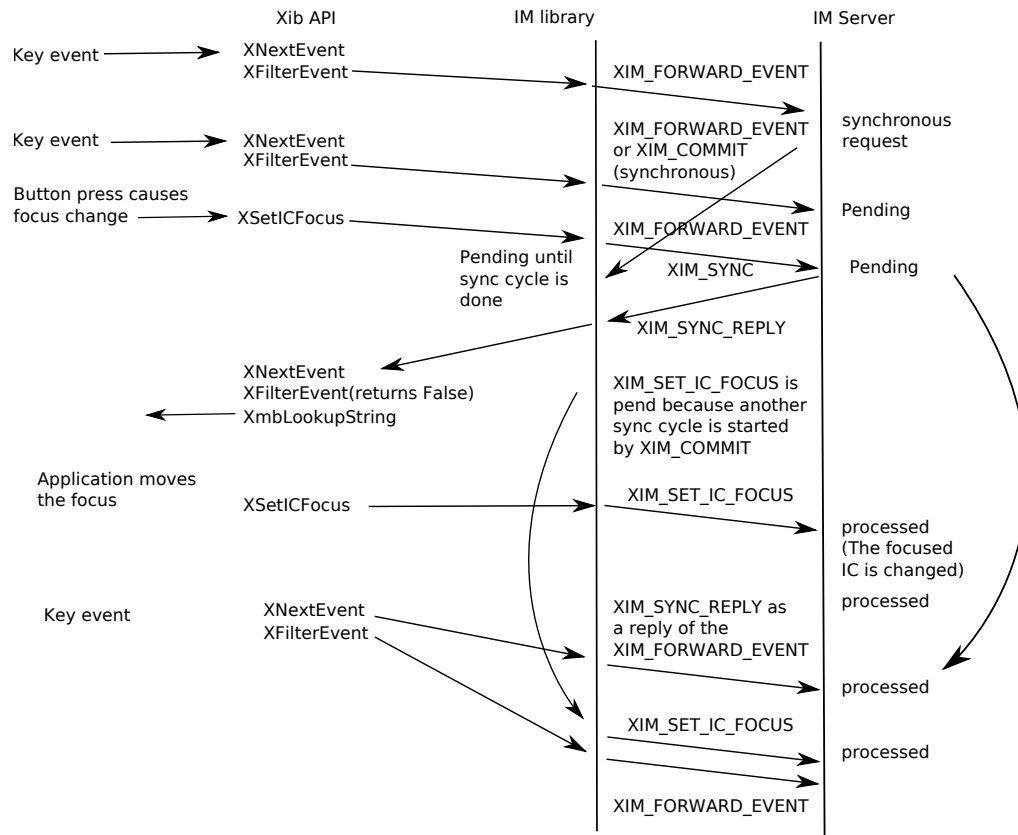 Xib API
IM library
IM Server
Key event
XNextEvent
XFilterEvent
XIM_FORWARD_EVENT
synchronous
request
Key event
XNextEvent
XFilterEvent
XIM_FORWARD_EVENT
or XIM_COMMIT
(synchronous)
Button press causes
focus change
XSetICFocus
Pending
XIM_FORWARD_EVENT
Pending until
sync cycle is
done
XIM_SYNC
Pending
XIM_SYNC_REPLY
XNextEvent
XFilterEvent(returns False)
XmbLookupString
XIM_SET_IC_FOCUS is
pend because another
sync cycle is started
by XIM_COMMIT
Application moves
the focus
XSetICFocus
XIM_SET_IC_FOCUS
processed
(The focused
IC is changed)
processed
Key event
XNextEvent
XFilterEvent
XIM_SYNC_REPLY as
a reply of the
XIM_FORWARD_EVENT
processed
XIM_SET_IC_FOCUS
processed
XIM_FORWARD_EVENT